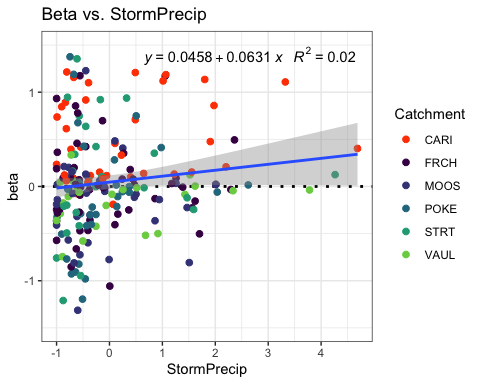 Beta vs. StormPrecip
y = 0.0458 + 0.0631 x R² = 0.02
1
0
-1
beta
-1 0 1 2 3 4
StormPrecip
Catchment
CARI
FRCH
MOOS
POKE
STRT
VAUL